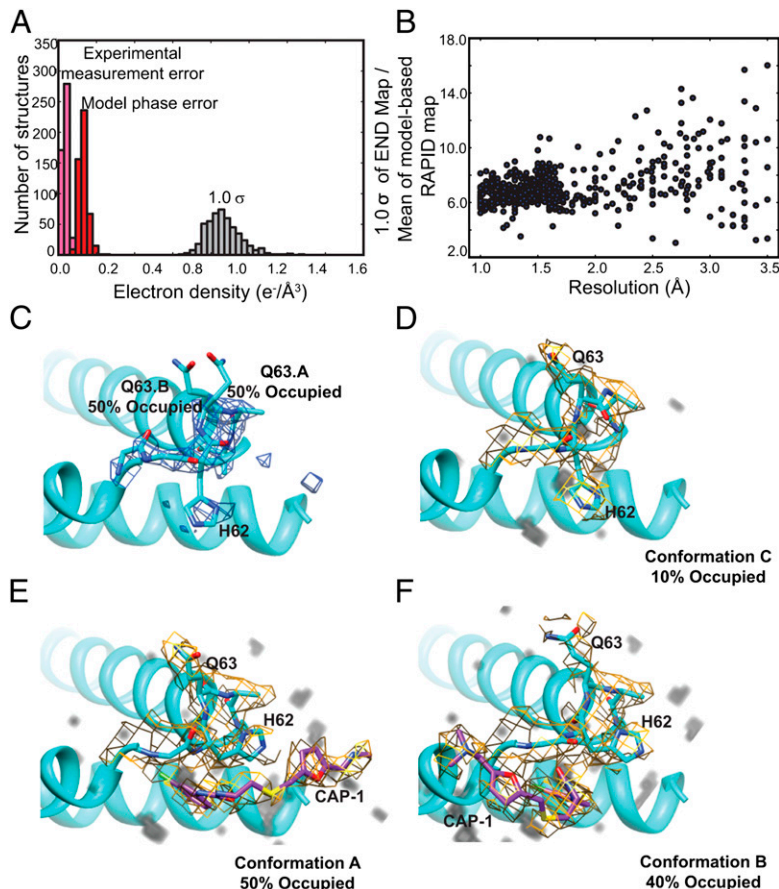 A
Number of structures
350
300
250
200
150
100
50
0
Experimental
measurement error
Model phase error
1.0 σ
0.0
0.2
0.4
0.6
0.8
1.0
1.2
1.4
1.6
Electron density (e⁻/Å³)
B
1.0 σ of END Map /
Mean of model-based
RAPID map
18.0
14.0
10.0
6.0
2.0
1.0
1.5
2.0
2.5
3.0
3.5
Resolution (Å)
C
Q63.B
50% Occupied
Q63.A
50% Occupied
H62
D
Q63
H62
Conformation C
10% Occupied
E
Q63
H62
CAP-1
Conformation A
50% Occupied
F
Q63
H62
CAP-1
Conformation B
40% Occupied